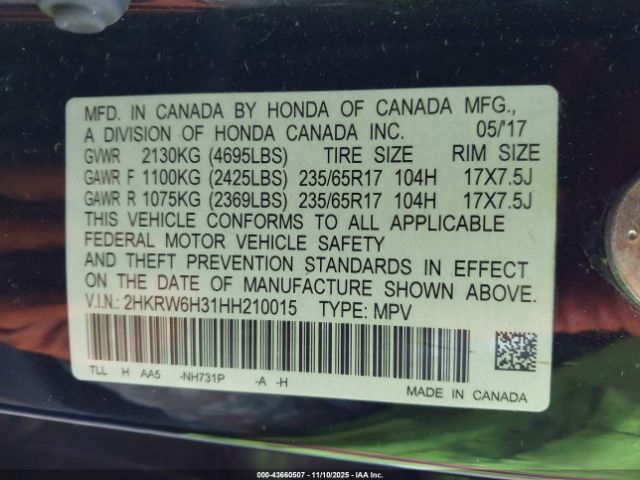 MFD. IN CANADA BY HONDA OF CANADA MFG.,
A DIVISION OF HONDA CANADA INC. 05/'17
GVWR 2130KG (4695LBS) TIRE SIZE RIM SIZE
GAWR F 1100KG (2425LBS) 235/65R17 104H 17X7.5J
GAWR R 1075KG (2369LBS) 235/65R17 104H 17X7.5J
THIS VEHICLE CONFORMS TO ALL APPLICABLE
FEDERAL MOTOR VEHICLE SAFETY
AND THEFT PREVENTION STANDARDS IN EFFECT
ON THE DATE OF MANUFACTURE SHOWN ABOVE.
V.I.N.: 2HKRW6H31HH210015 TYPE: MPV
TLL H AA5 -NH731P -A -H
MADE IN CANADA
000-43660507 - 11/10/2025 - IAAI, Inc.